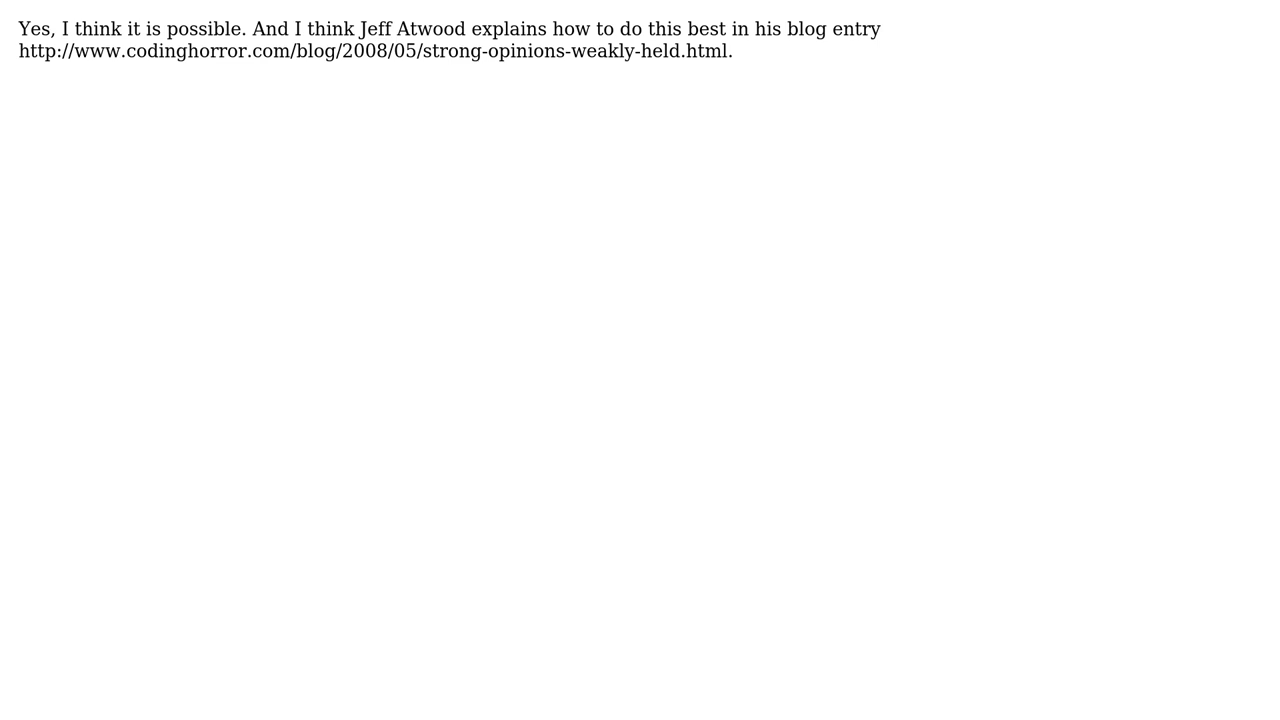 Yes, I think it is possible. And I think Jeff Atwood explains how to do this best in his blog entry
http://www.codinghorror.com/blog/2008/05/strong-opinions-weakly-held.html.